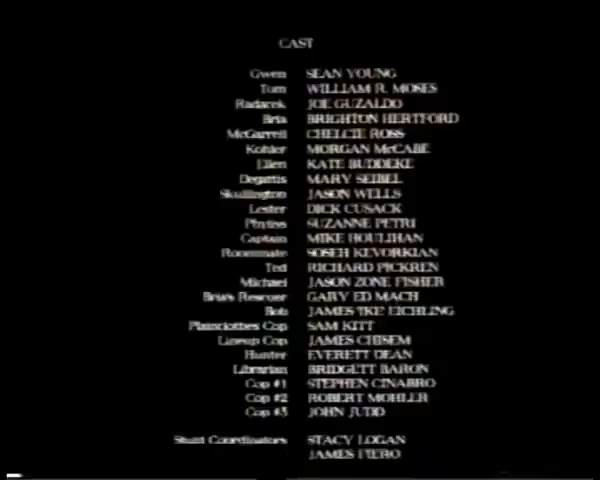 CAST
Gwen SEAN YOUNG
Tom WILLIAM R. MOSES
Radacek JOE GUZALDO
Bria BRIGHTON HERTFORD
McGarrell CHELCIE ROSS
Kohler MORGAN McCABE
Ellen KATE BUDDEKE
Degattis MARY SEIBEL
Skullington JASON WELLS
Lester DICK CUSACK
SUZANNE PETRI
Captain MIKE HOULIHAN
Roommate SOSEH KEVORKIAN
Ted RICHARD PICKREN
Michael JASON ZONE FISHER
Bria's Rescuer GARY ED MACH
Bob JAMES "IKE" EICHLING
Plainclothes Cop SAM KITT
Lineup Cop JAMES CHISEM
Hunter EVERETT DEAN
Librarian BRIDGETT BARON
Cop #1 STEPHEN CINABRO
Cop #2 ROBERT MOHLER
Cop #3 JOHN JUDD
Stunt Coordinators STACY LOGAN
JAMES FIERO